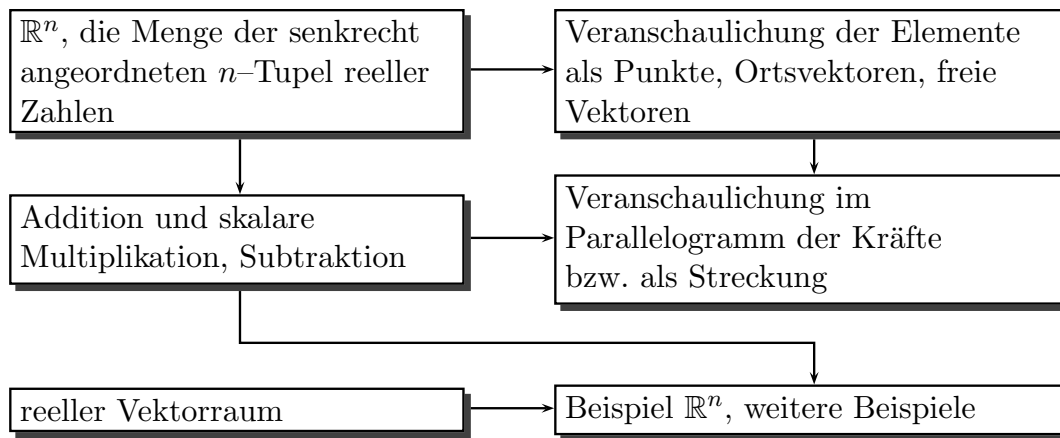 ℝⁿ, die Menge der senkrecht
angeordneten n–Tupel reeller
Zahlen
Veranschaulichung der Elemente
als Punkte, Ortsvektoren, freie
Vektoren
Addition und skalare
Multiplikation, Subtraktion
Veranschaulichung im
Parallelogramm der Kräfte
bzw. als Streckung
reeller Vektorraum
Beispiel ℝⁿ, weitere Beispiele